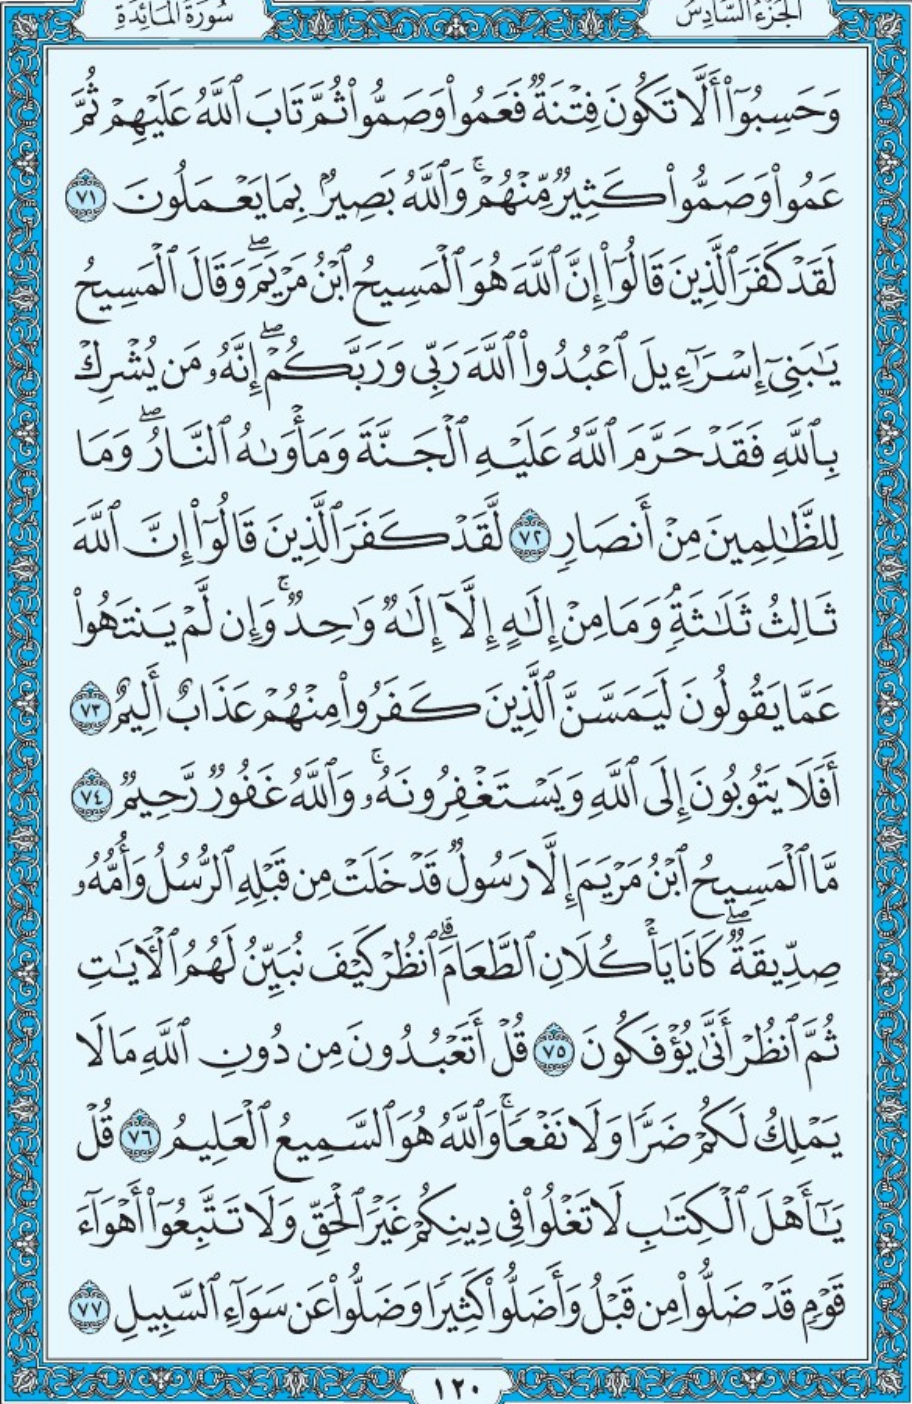 الجُزْءُ السَّادِسُ
سُورَةُ المَائِدَةِ
وَحَسِبُوٓا۟ أَلَّا تَكُونَ فِتْنَةٌ فَعَمُوا۟ وَصَمُّوا۟ ثُمَّ تَابَ ٱللَّهُ عَلَيْهِمْ ثُمَّ
عَمُوا۟ وَصَمُّوا۟ كَثِيرٌ مِّنْهُمْ ۚ وَٱللَّهُ بَصِيرٌۢ بِمَا يَعْمَلُونَ ٧١
لَقَدْ كَفَرَ ٱلَّذِينَ قَالُوٓا۟ إِنَّ ٱللَّهَ هُوَ ٱلْمَسِيحُ ٱبْنُ مَرْيَمَ ۖ وَقَالَ ٱلْمَسِيحُ
يَٰبَنِىٓ إِسْرَٰٓءِيلَ ٱعْبُدُوا۟ ٱللَّهَ رَبِّى وَرَبَّكُمْ ۖ إِنَّهُۥ مَن يُشْرِكْ
بِٱللَّهِ فَقَدْ حَرَّمَ ٱللَّهُ عَلَيْهِ ٱلْجَنَّةَ وَمَأْوَىٰهُ ٱلنَّارُ ۖ وَمَا
لِلظَّٰلِمِينَ مِنْ أَنصَارٍ ٧٢ لَّقَدْ كَفَرَ ٱلَّذِينَ قَالُوٓا۟ إِنَّ ٱللَّهَ
ثَالِثُ ثَلَٰثَةٍ ۘ وَمَا مِنْ إِلَٰهٍ إِلَّآ إِلَٰهٌ وَٰحِدٌ ۚ وَإِن لَّمْ يَنتَهُوا۟
عَمَّا يَقُولُونَ لَيَمَسَّنَّ ٱلَّذِينَ كَفَرُوا۟ مِنْهُمْ عَذَابٌ أَلِيمٌ ٧٣
أَفَلَا يَتُوبُونَ إِلَى ٱللَّهِ وَيَسْتَغْفِرُونَهُۥ ۚ وَٱللَّهُ غَفُورٌ رَّحِيمٌ ٧٤
مَّا ٱلْمَسِيحُ ٱبْنُ مَرْيَمَ إِلَّا رَسُولٌ قَدْ خَلَتْ مِن قَبْلِهِ ٱلرُّسُلُ وَأُمُّهُۥ
صِدِّيقَةٌ ۖ كَانَا يَأْكُلَانِ ٱلطَّعَامَ ۗ ٱنظُرْ كَيْفَ نُبَيِّنُ لَهُمُ ٱلْءَايَٰتِ
ثُمَّ ٱنظُرْ أَنَّىٰ يُؤْفَكُونَ ٧٥ قُلْ أَتَعْبُدُونَ مِن دُونِ ٱللَّهِ مَا لَا
يَمْلِكُ لَكُمْ ضَرًّا وَلَا نَفْعًا ۚ وَٱللَّهُ هُوَ ٱلسَّمِيعُ ٱلْعَلِيمُ ٧٦ قُلْ
يَٰٓأَهْلَ ٱلْكِتَٰبِ لَا تَغْلُوا۟ فِى دِينِكُمْ غَيْرَ ٱلْحَقِّ وَلَا تَتَّبِعُوٓا۟ أَهْوَآءَ
قَوْمٍ قَدْ ضَلُّوا۟ مِن قَبْلُ وَأَضَلُّوا۟ كَثِيرًا وَضَلُّوا۟ عَن سَوَآءِ ٱلسَّبِيلِ ٧٧
١٢٠